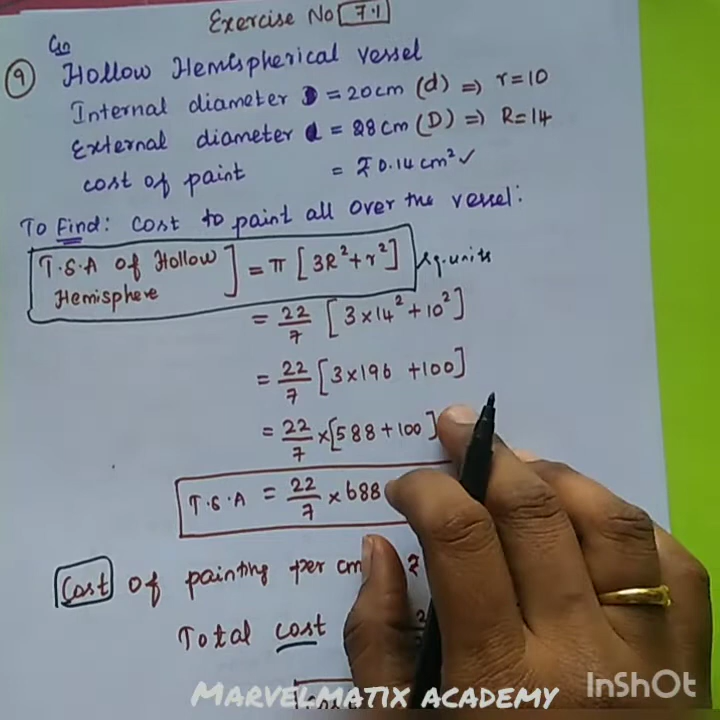 Exercise No 7.1
9 Hollow Hemispherical vessel
Internal diameter = 20cm (d) => r=10
External diameter = 28cm (D) => R=14
cost of paint = ₹ 0.14 cm² ✓
To Find: cost to paint all over the vessel:
T.S.A of Hollow Hemisphere ] = π [3R²+r²] sq.units
= 22/7 [3×14²+10²]
= 22/7 [3×196 +100]
= 22/7 ×[588+100]
T.S.A = 22/7 ×688
Cost of painting per cm ₹
Total cost
MARVELMATIX ACADEMY
InShOt